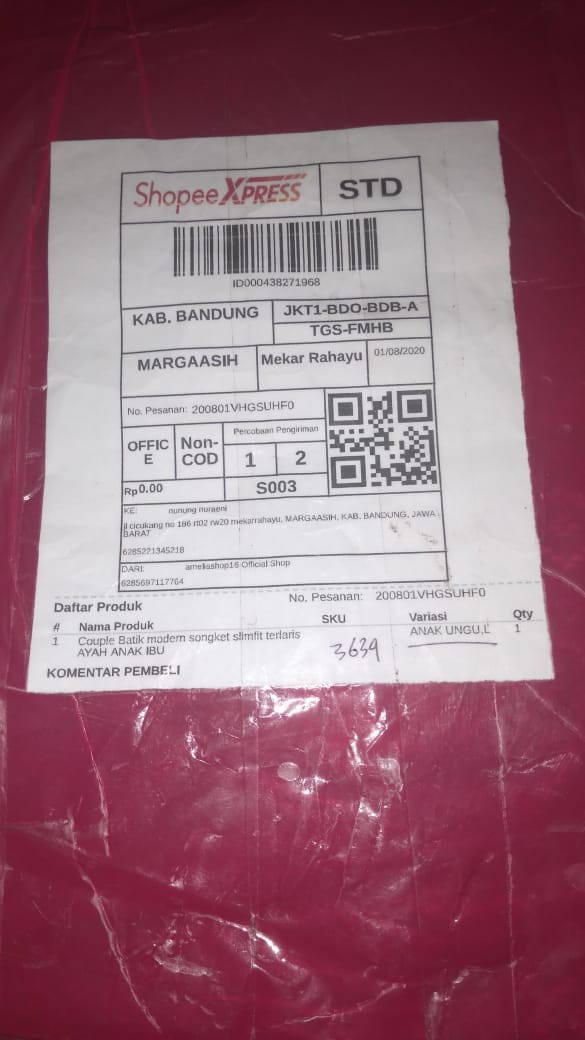 Shopee XPRESS
STD
ID000438271968
KAB. BANDUNG
JKT1-BDO-BDB-A
TGS-FMHB
MARGAASIH
Mekar Rahayu
01/08/2020
No. Pesanan: 200801VHGSUHF0
OFFIC
E
Non-
COD
Percobaan Pengiriman
1 2
Rp0.00
S003
KE: nunung nuraeni
jl cicukang no 186 rt02 rw20 mekarrahayu, MARGAASIH, KAB. BANDUNG, JAWA
BARAT
6285221345218
DARI: ameliashop16 Official Shop
6285697117764
No. Pesanan: 200801VHGSUHF0
Daftar Produk
# Nama Produk SKU Variasi Qty
1 Couple Batik modern songket slimfit terlaris ANAK UNGU,L 1
AYAH ANAK IBU
3639
KOMENTAR PEMBELI